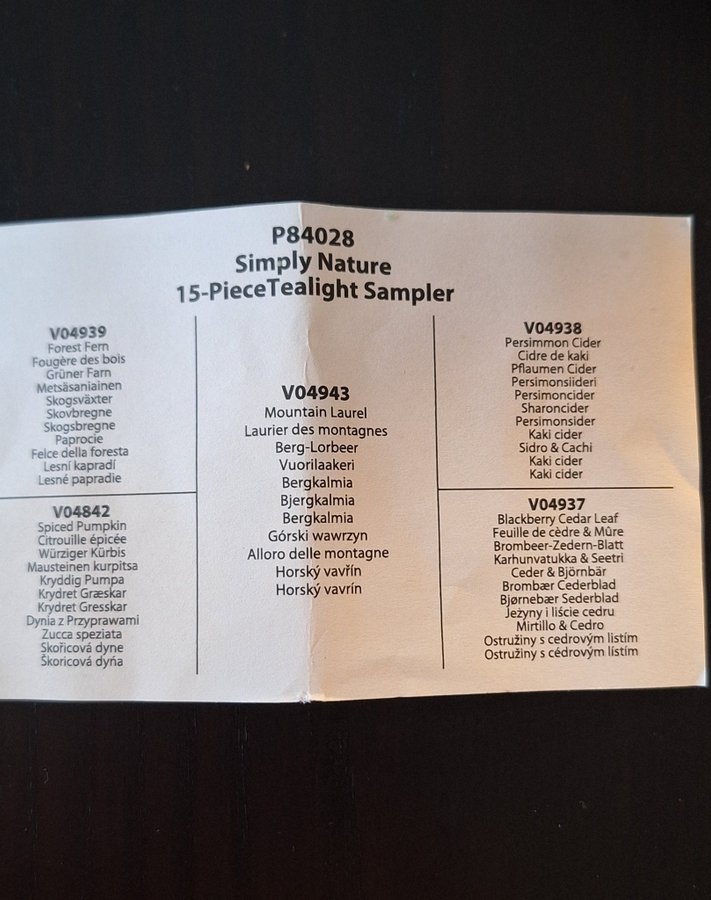 P84028
Simply Nature
15-PieceTealight Sampler
V04939
Forest Fern
Fougère des bois
Grüner Farn
Metsäsaniainen
Skogsväxter
Skovbregne
Skogsbregne
Paprocie
Felce della foresta
Lesní kapradí
Lesné papradie
V04842
Spiced Pumpkin
Citrouille épicée
Würziger Kürbis
Mausteinen kurpitsa
Kryddig Pumpa
Krydret Græskar
Krydret Gresskar
Dynia z Przyprawami
Zucca speziata
Skořicová dyne
Škoricová dyńa
V04943
Mountain Laurel
Laurier des montagnes
Berg-Lorbeer
Vuorilaakeri
Bergkalmia
Bjergkalmia
Bergkalmia
Górski wawrzyn
Alloro delle montagne
Horský vavřín
Horský vavrín
V04938
Persimmon Cider
Cidre de kaki
Pflaumen Cider
Persimonsiideri
Persimoncider
Sharoncider
Persimonsider
Kaki cider
Sidro & Cachi
Kaki cider
Kaki cider
V04937
Blackberry Cedar Leaf
Feuille de cèdre & Mûre
Brombeer-Zedern-Blatt
Karhunvatukka & Seetri
Ceder & Björnbär
Brombær Cederblad
Bjørnebær Sederblad
Jeżyny i liście cedru
Mirtillo & Cedro
Ostružiny s cedrovým listím
Ostružiny s cédrovým lístím